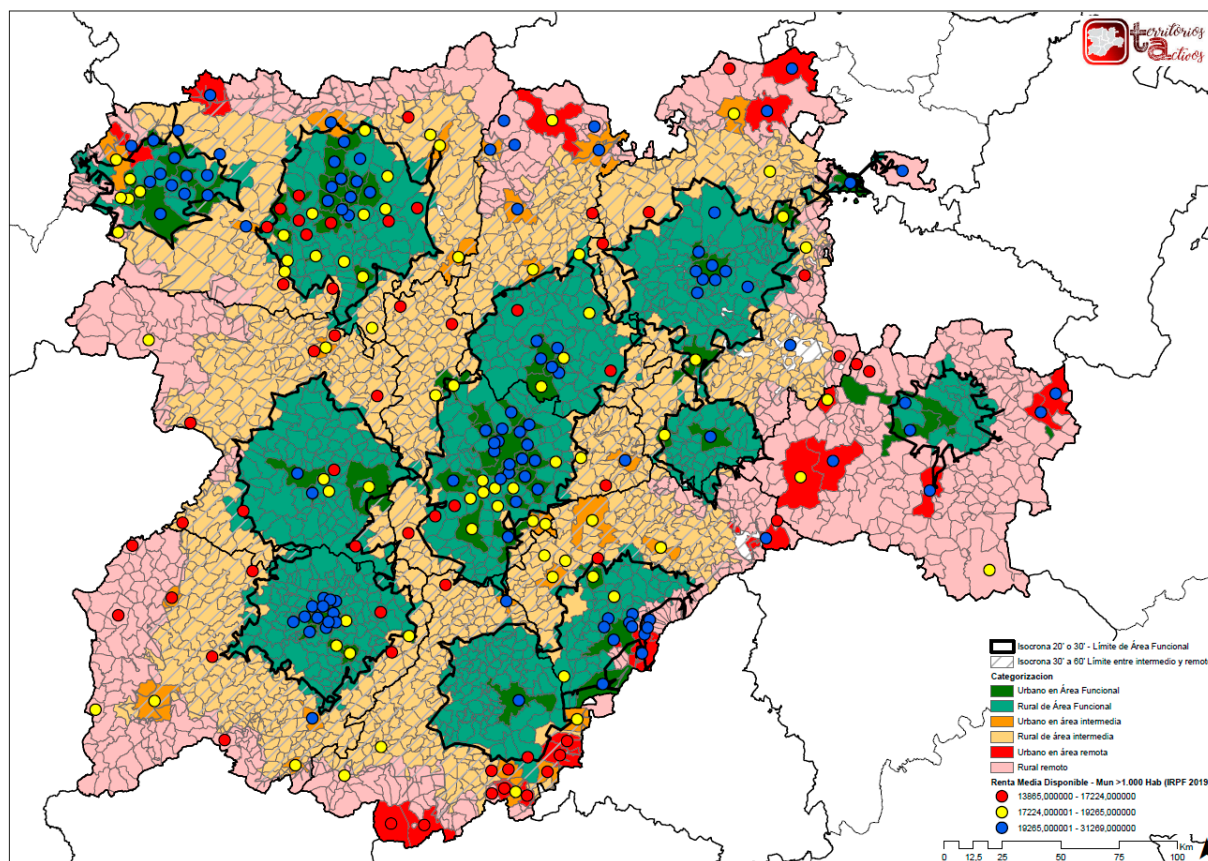 territorios
activos
Isocrona 20' o 30' - Límite de Área Funcional
Isocrona 30' a 60' Límite entre intermedio y remoto
Categorizacion
Urbano en Área Funcional
Rural de Área Funcional
Urbano en área intermedia
Rural de área intermedia
Urbano en área remota
Rural remoto
Renta Media Disponible - Mun >1.000 Hab (IRPF 2019)
13865,000000 - 17224,000000
17224,000001 - 19265,000000
19265,000001 - 31269,000000
Km
0 12,5 25 50 75 100